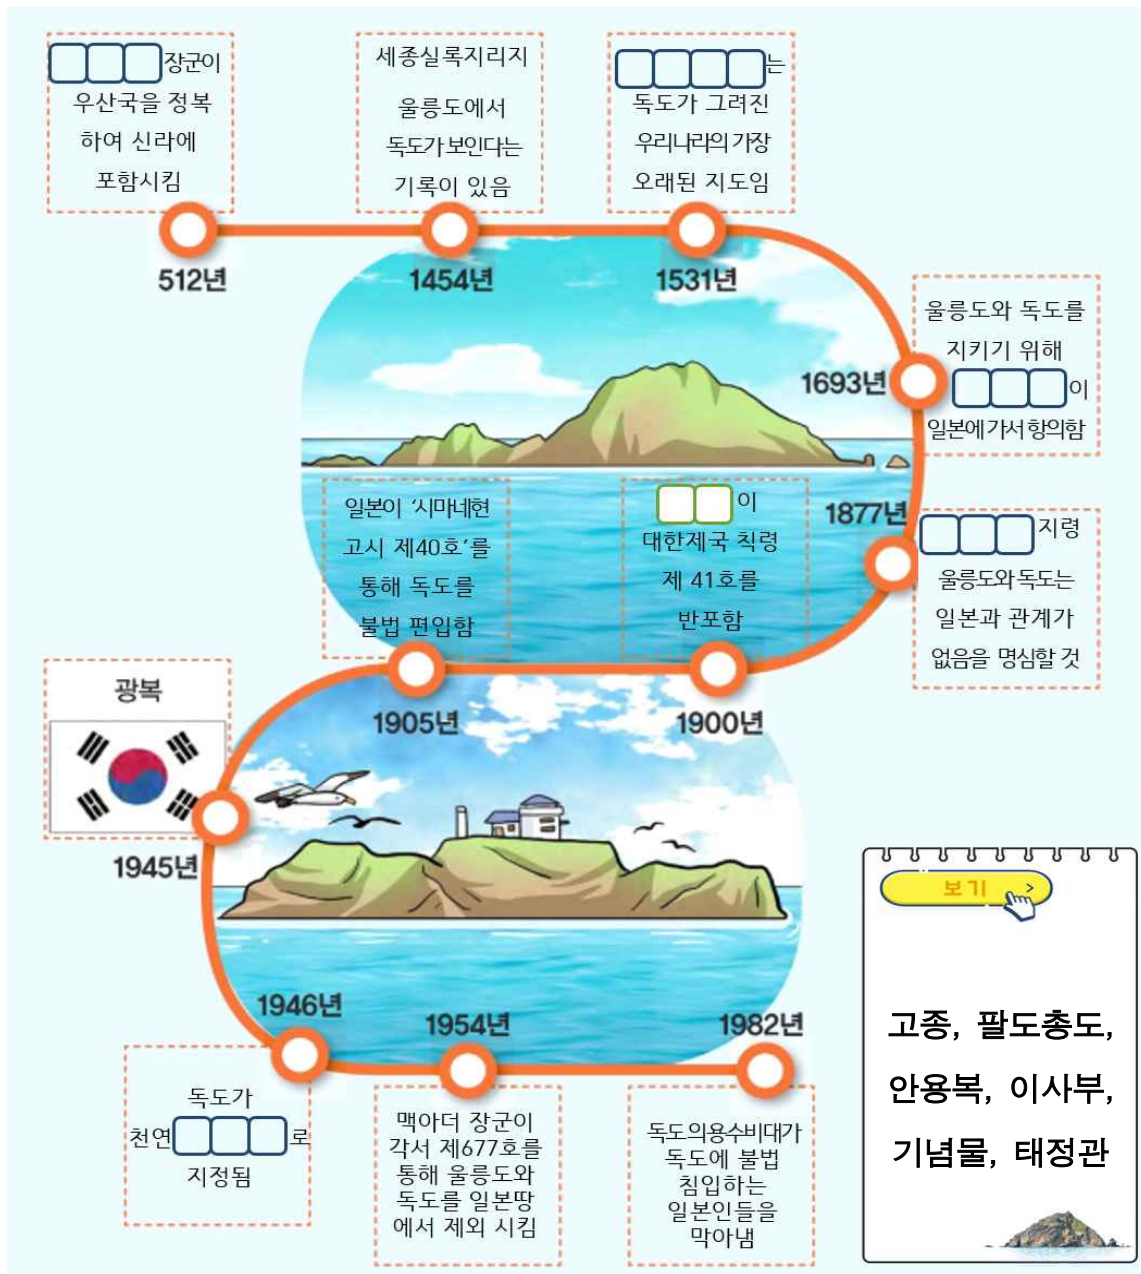 장군이
우산국을 정복
하여 신라에
포함시킴
512년
세종실록지리지
울릉도에서
독도가 보인다는
기록이 있음
1454년
는
독도가 그려진
우리나라의 가장
오래된 지도임
1531년
울릉도와 독도를
지키기 위해
이
일본에 가서 항의함
1693년
지령
울릉도와 독도는
일본과 관계가
없음을 명심할 것
1877년
이
대한제국 칙령
제 41호를
반포함
1900년
일본이 ‘시마네현
고시 제40호’를
통해 독도를
불법 편입함
1905년
광복
1945년
1946년
독도가
천연 로
지정됨
1954년
맥아더 장군이
각서 제677호를
통해 울릉도와
독도를 일본땅
에서 제외 시킴
1982년
독도의용수비대가
독도에 불법
침입하는
일본인들을
막아냄
보기 >
고종, 팔도총도,
안용복, 이사부,
기념물, 태정관